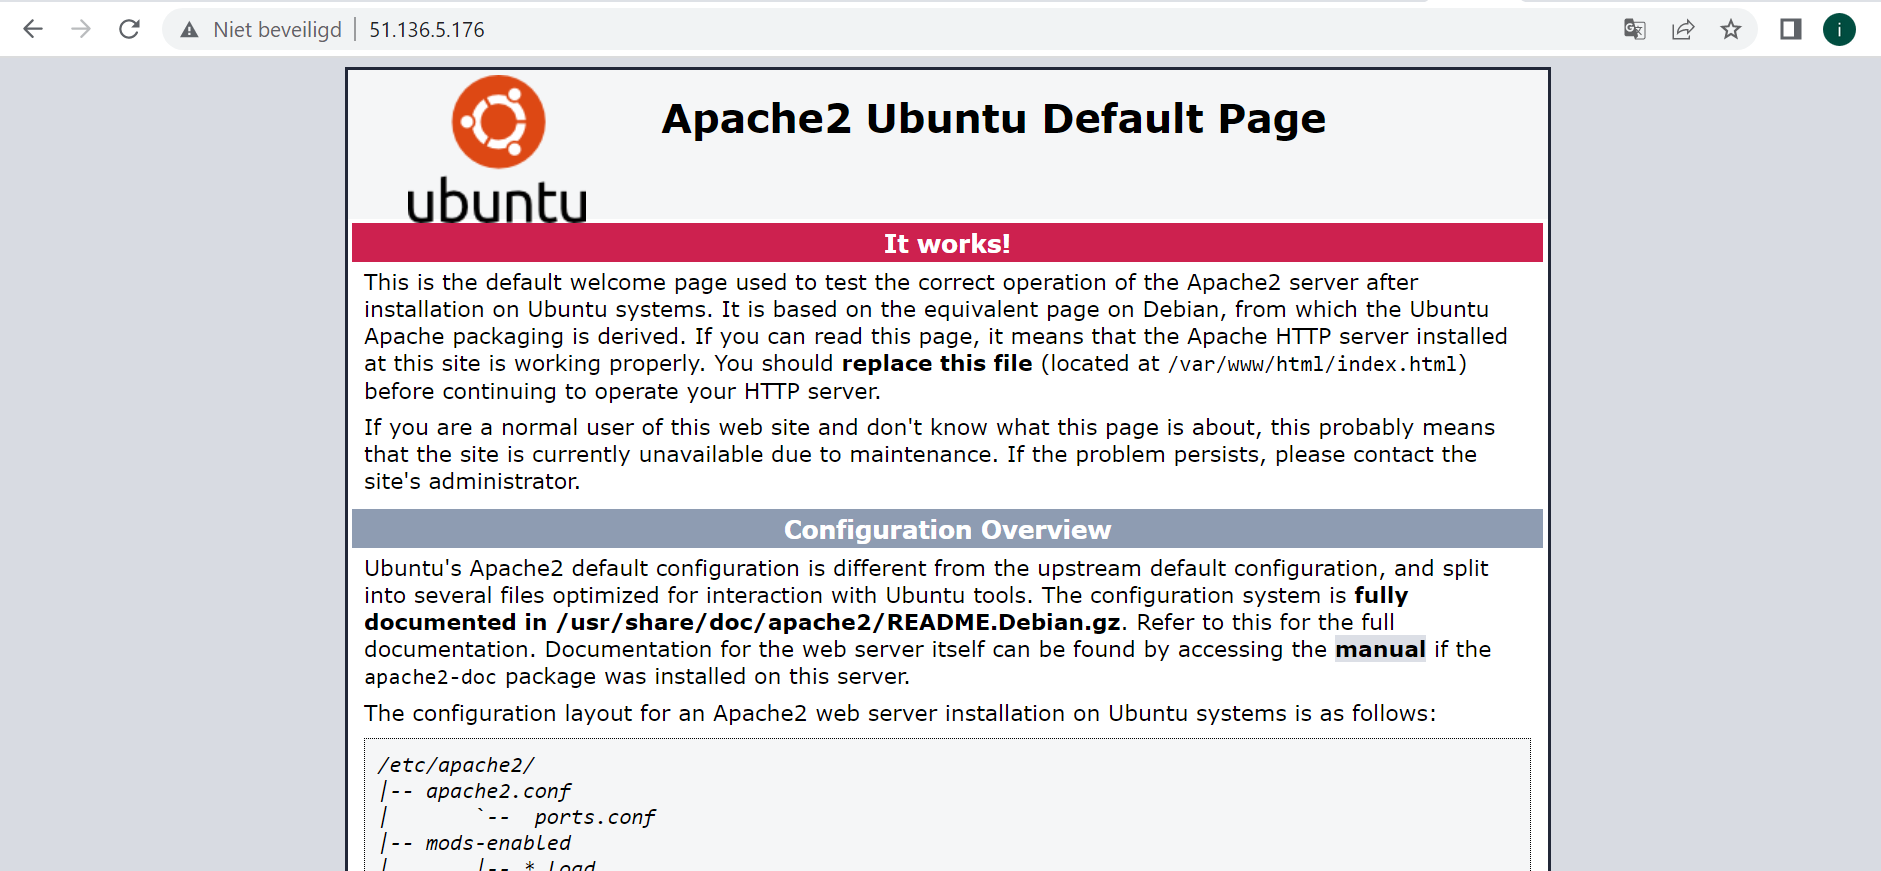 Niet beveiligd | 51.136.5.176
i
Apache2 Ubuntu Default Page
ubuntu
It works!
This is the default welcome page used to test the correct operation of the Apache2 server after
installation on Ubuntu systems. It is based on the equivalent page on Debian, from which the Ubuntu
Apache packaging is derived. If you can read this page, it means that the Apache HTTP server installed
at this site is working properly. You should replace this file (located at /var/www/html/index.html)
before continuing to operate your HTTP server.
If you are a normal user of this web site and don't know what this page is about, this probably means
that the site is currently unavailable due to maintenance. If the problem persists, please contact the
site's administrator.
Configuration Overview
Ubuntu's Apache2 default configuration is different from the upstream default configuration, and split
into several files optimized for interaction with Ubuntu tools. The configuration system is fully
documented in /usr/share/doc/apache2/README.Debian.gz. Refer to this for the full
documentation. Documentation for the web server itself can be found by accessing the manual if the
apache2-doc package was installed on this server.
The configuration layout for an Apache2 web server installation on Ubuntu systems is as follows:
/etc/apache2/
|-- apache2.conf
|       `--  ports.conf
|-- mods-enabled
|       |-- *.load